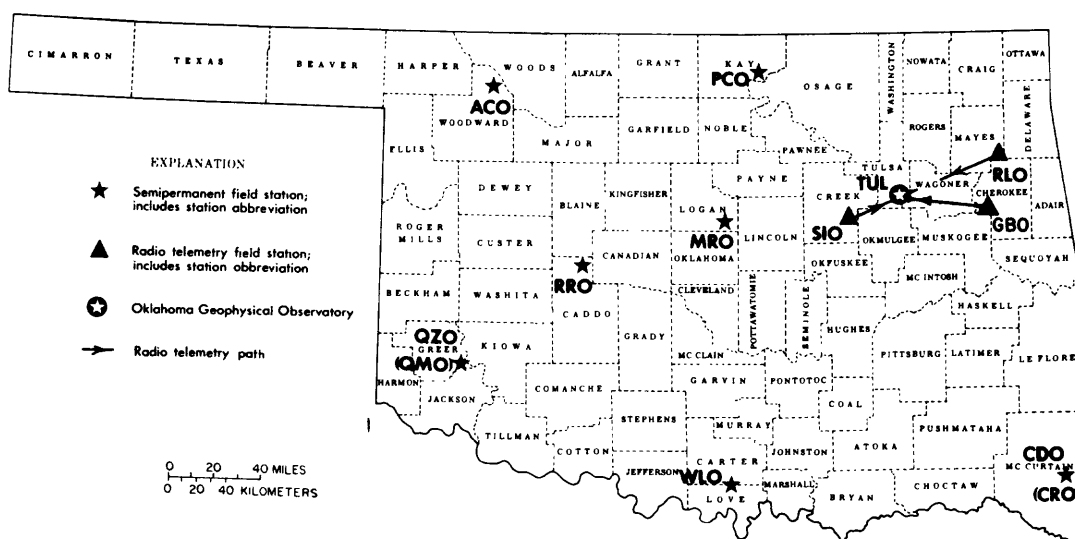 CIMARRON
TEXAS
BEAVER
HARPER
WOODS
ALFALFA
GRANT
KAY
PCO
OSAGE
WASHINGTON
NOWATA
CRAIG
OTTAWA
DELAWARE
ACO
WOODWARD
MAJOR
GARFIELD
NOBLE
PAWNEE
ROGERS
MAYES
ELLIS
DEWEY
BLAINE
KINGFISHER
LOGAN
PAYNE
CREEK
TULSA
TUL
WAGONER
CHEROKEE
RLO
ADAIR
GBO
SIO
MRO
ROGER
MILLS
CUSTER
CANADIAN
OKLAHOMA
LINCOLN
OKMULGEE
MUSKOGEE
OKFUSKEE
SEQUOYAH
MC INTOSH
RRO
BECKHAM
WASHITA
CADDO
CLEVELAND
POTTAWATOMIE
SEMINOLE
HUGHES
HASKELL
QZO
GREER
(QMO)
KIOWA
GRADY
MC CLAIN
PITTSBURG
LATIMER
LE FLORE
HARMON
JACKSON
COMANCHE
GARVIN
PONTOTOC
COAL
STEPHENS
MURRAY
TILLMAN
COTTON
JEFFERSON
CARTER
JOHNSTON
ATOKA
PUSHMATAHA
WLO
LOVE
MARSHALL
BRYAN
CHOCTAW
CDO
MC CURTAIN
(CRO
EXPLANATION
Semipermanent field station;
includes station abbreviation
Radio telemetry field station;
includes station abbreviation
Oklahoma Geophysical Observatory
Radio telemetry path
0 20 40 MILES
0 20 40 KILOMETERS